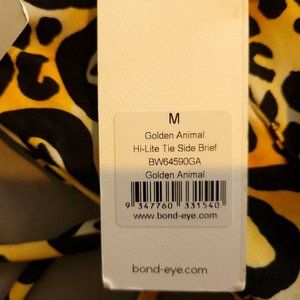 M
Golden Animal
Hi-Lite Tie Side Brief
BW64590GA
Golden Animal
9 347760 331540
www.bond-eye.com
bond-eye.com